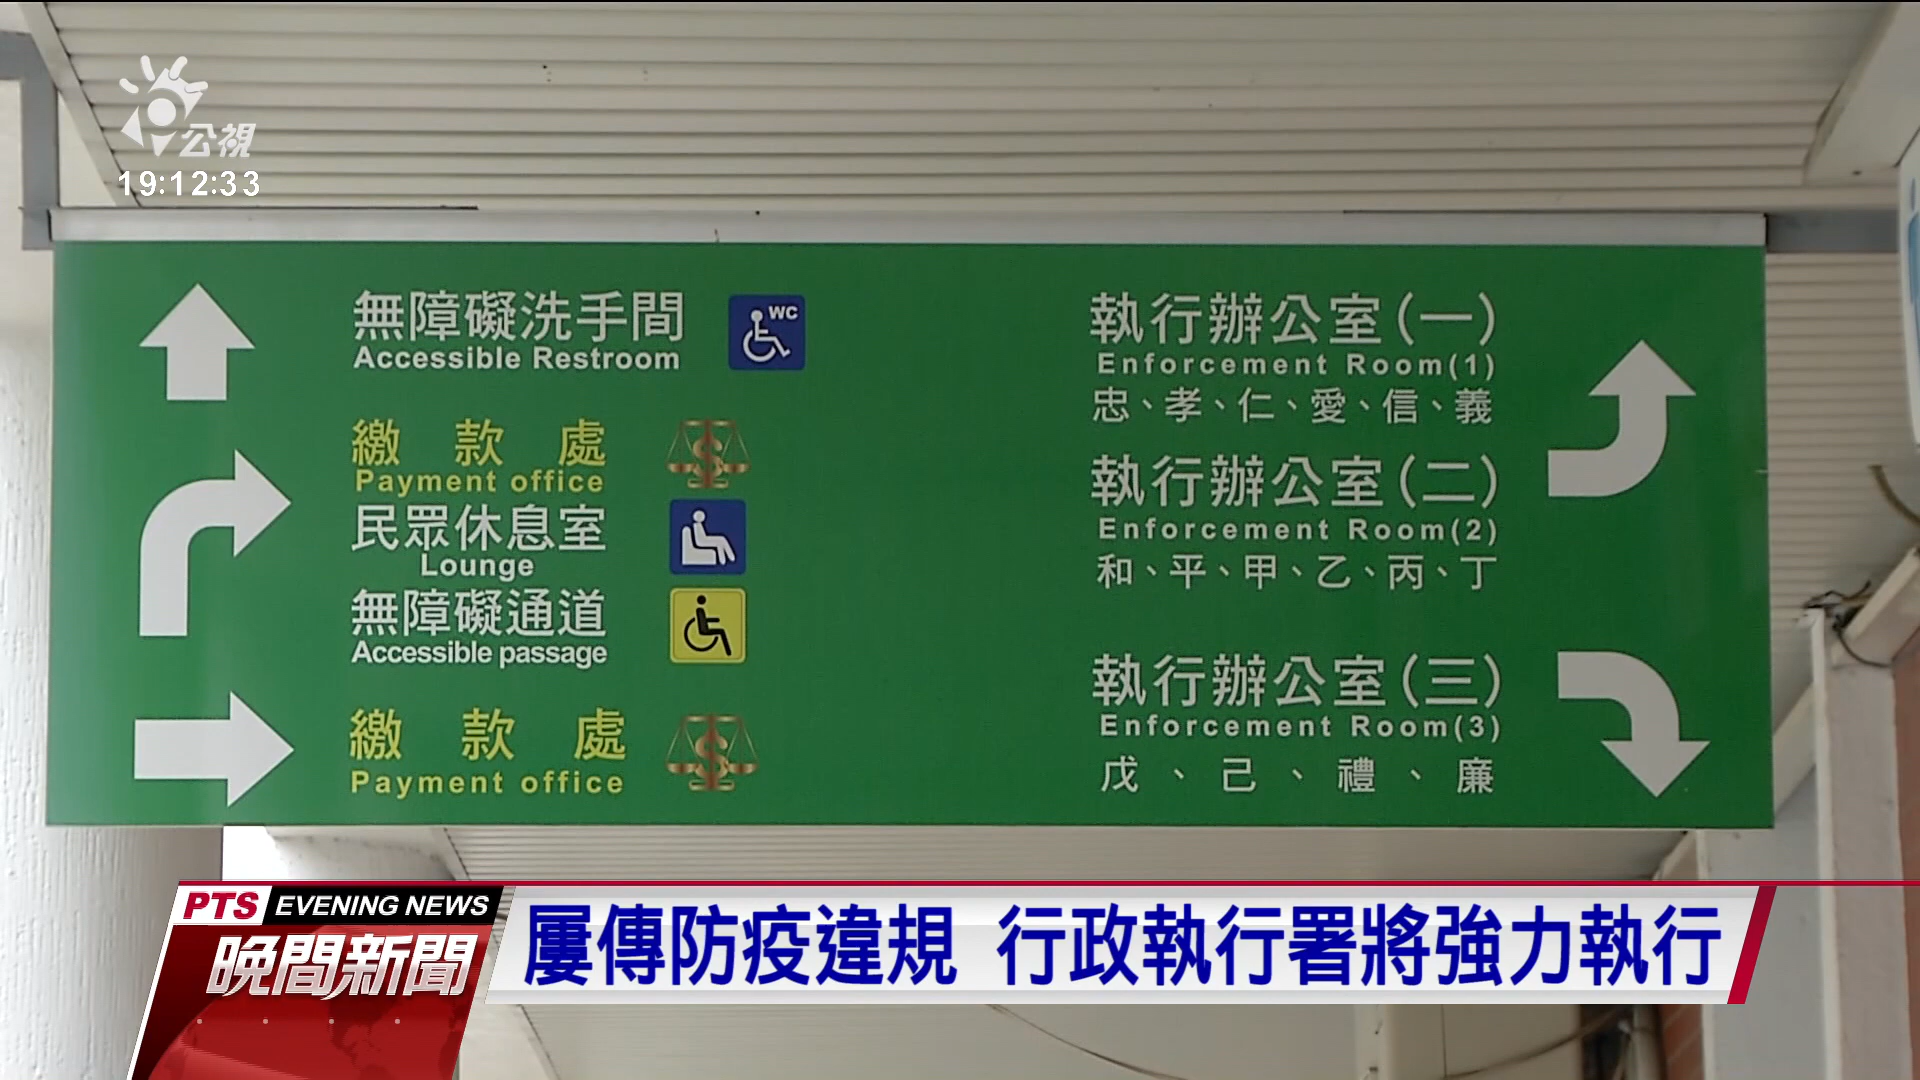 公視
19:12:33
無障礙洗手間
Accessible Restroom
WC
繳款處
Payment office
民眾休息室
Lounge
無障礙通道
Accessible passage
繳款處
Payment office
執行辦公室(一)
Enforcement Room(1)
忠、孝、仁、愛、信、義
執行辦公室(二)
Enforcement Room(2)
和、平、甲、乙、丙、丁
執行辦公室(三)
Enforcement Room(3)
戊、己、禮、廉
PTS EVENING NEWS
晚間新聞
屢傳防疫違規 行政執行署將強力執行